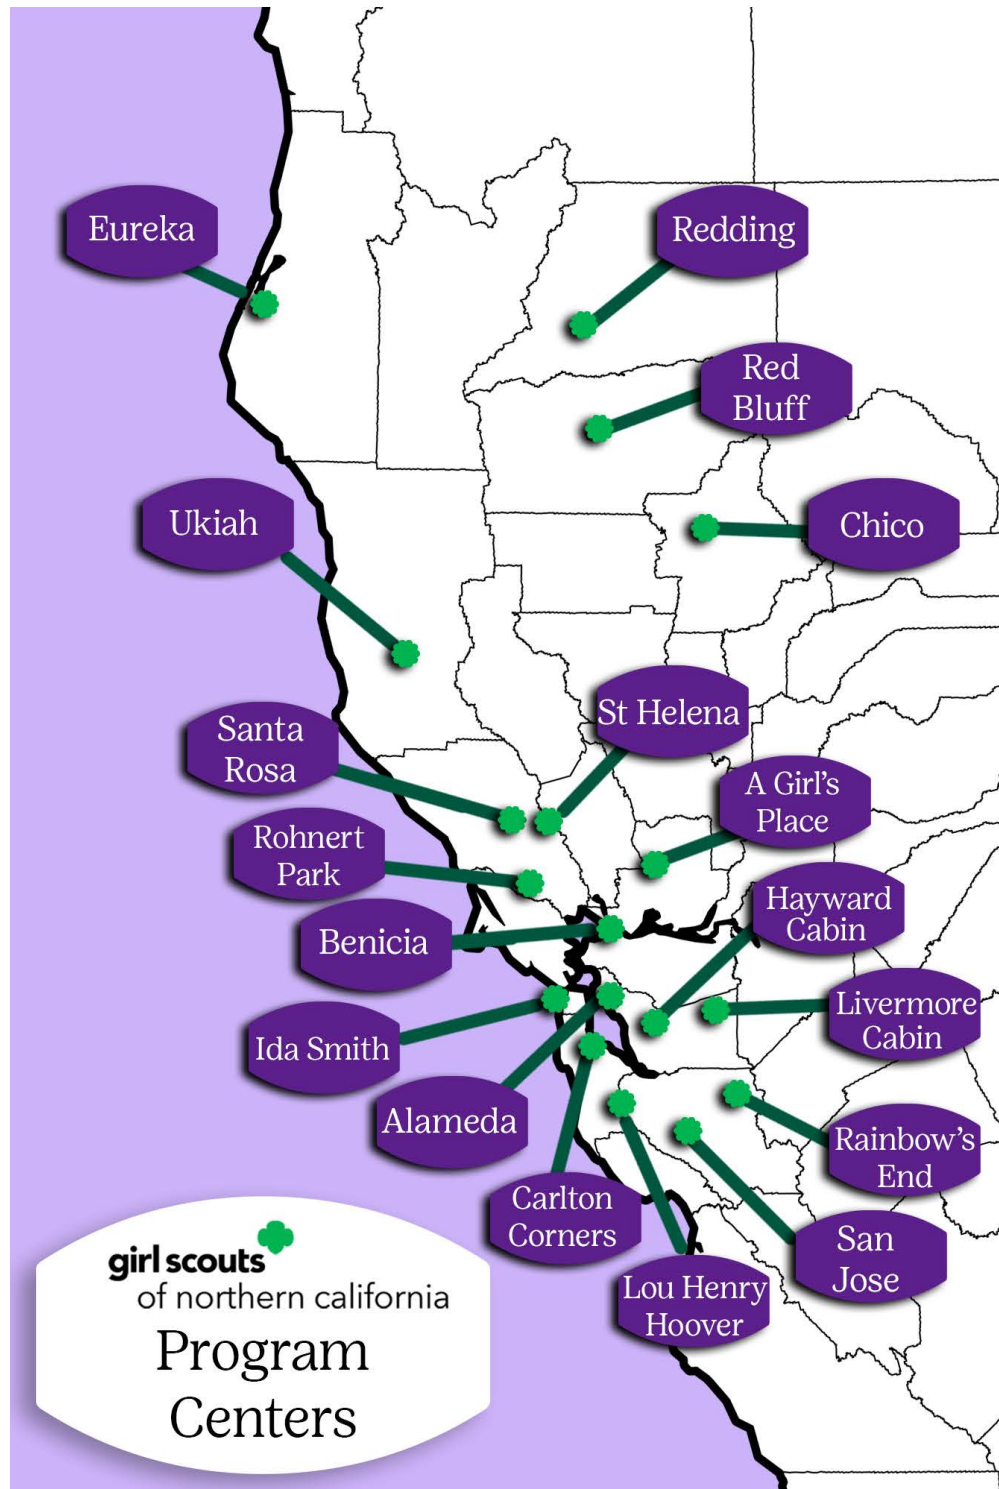 Eureka
Redding
Red
Bluff
Ukiah
Chico
St Helena
Santa
Rosa
A Girl's
Place
Rohnert
Park
Hayward
Cabin
Benicia
Livermore
Cabin
Ida Smith
Alameda
Rainbow's
End
Carlton
Corners
San
Jose
Lou Henry
Hoover
girl scouts
of northern california
Program
Centers